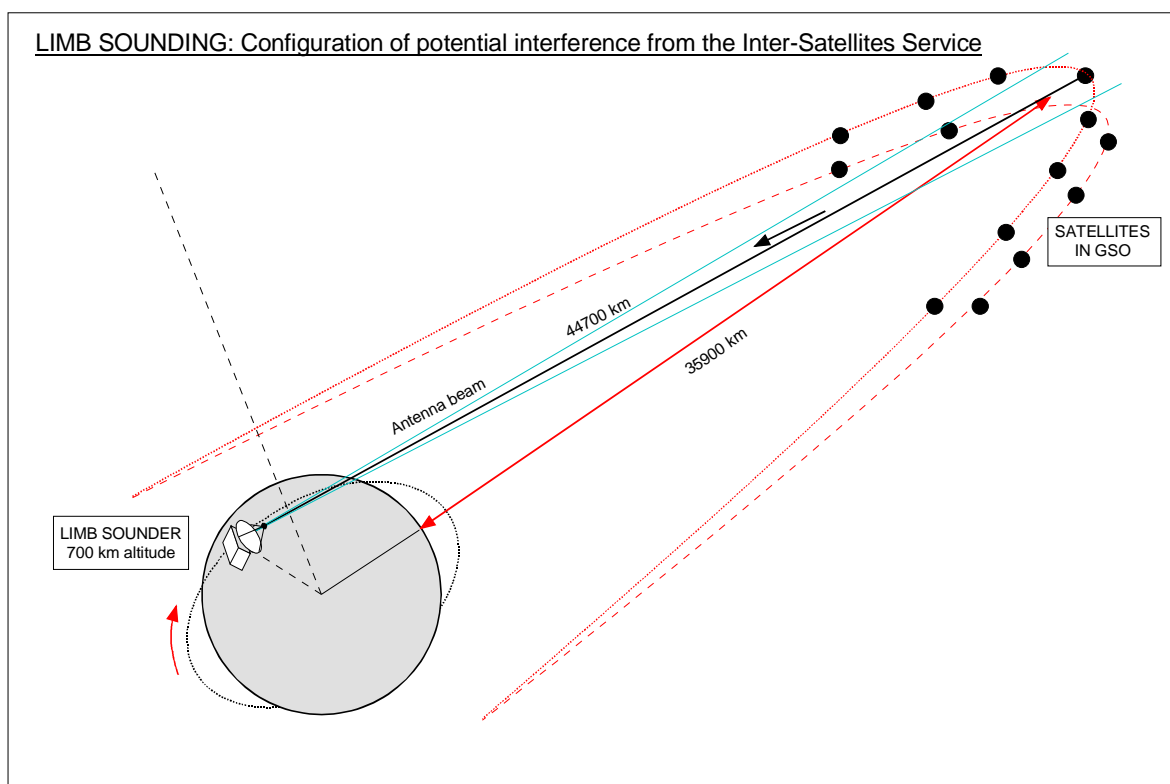 LIMB SOUNDING: Configuration of potential interference from the Inter-Satellites Service
SATELLITES
IN GSO
44700 km
35900 km
Antenna beam
LIMB SOUNDER
700 km altitude